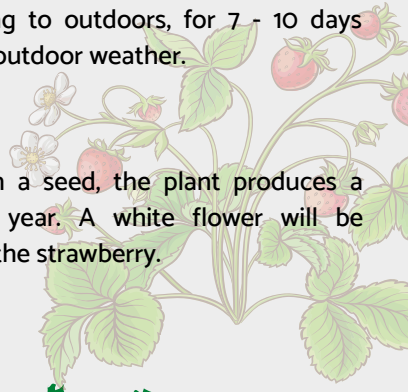 to outdoors, for 7 - 10 days
outdoor weather.
a seed, the plant produces a
year. A white flower will be
the strawberry.